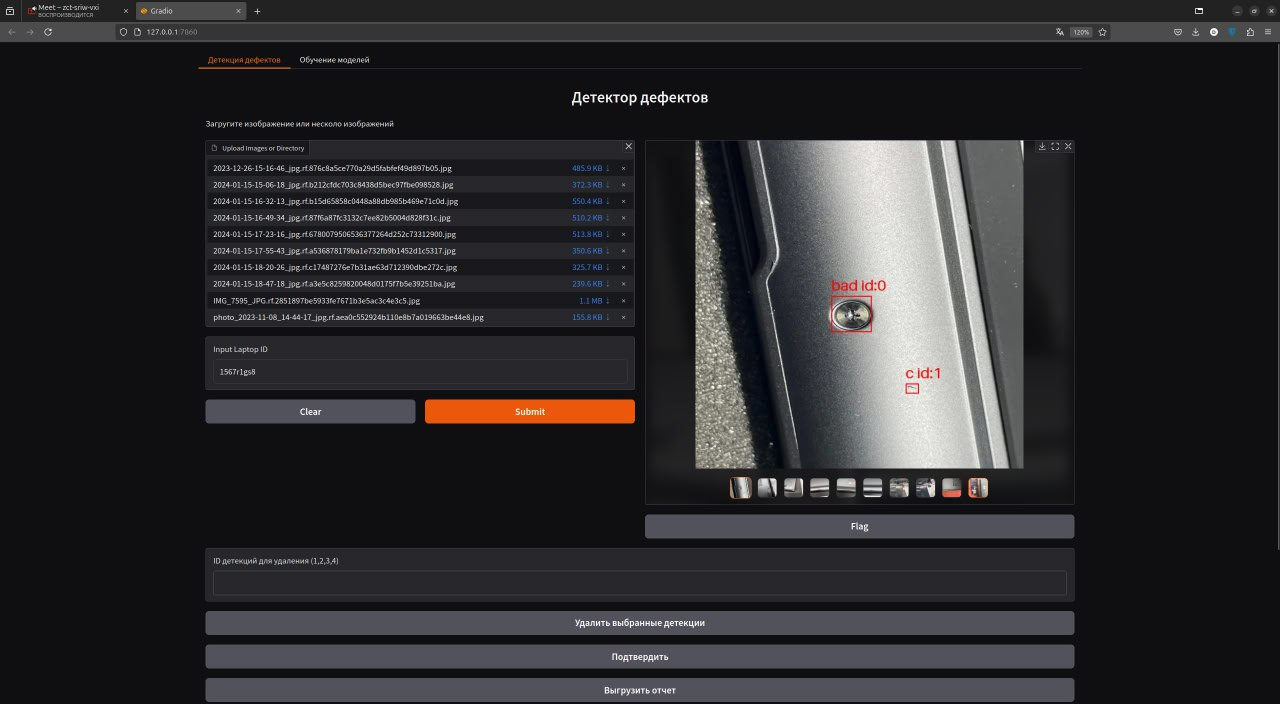 Meet – zct-sriw-vxi
ВОСПРОИЗВОДИТСЯ
Gradio
127.0.0.1:7860
120%
Детекция дефектов
Обучение моделей
Детектор дефектов
Загругите изображение или несколо изображений
Upload Images or Directory
2023-12-26-15-16-46_jpg.rf.876c8a5ce770a29d5fabfef49d897b05.jpg 485.9 KB ↓
2024-01-15-15-06-18_jpg.rf.b212cfdc703c8438d5bec97fbe098528.jpg 372.3 KB ↓
2024-01-15-16-32-13_jpg.rf.b15d65858c0448a88db985b469e71c0d.jpg 550.4 KB ↓
2024-01-15-16-49-34_jpg.rf.87f6a87fc3132c7ee82b5004d828f31c.jpg 510.2 KB ↓
2024-01-15-17-23-16_jpg.rf.6780079506536377264d252c73312900.jpg 513.8 KB ↓
2024-01-15-17-55-43_jpg.rf.a536878179ba1e732fb9b1452d1c5317.jpg 350.6 KB ↓
2024-01-15-18-20-26_jpg.rf.c17487276e7b31ae63d712390dbe272c.jpg 325.7 KB ↓
2024-01-15-18-47-18_jpg.rf.a3e5c8259820048d0175f7b5e39251ba.jpg 239.6 KB ↓
IMG_7595_JPG.rf.2851897be5933fe7671b3e5ac3c4e3c5.jpg 1.1 MB ↓
photo_2023-11-08_14-44-17_jpg.rf.aea0c552924b110e8b7a019663be44e8.jpg 155.8 KB ↓
bad id:0
c id:1
Input Laptop ID
1567r1gs8
Clear
Submit
Flag
ID детекций для удаления (1,2,3,4)
Удалить выбранные детекции
Подтвердить
Выгрузить отчет